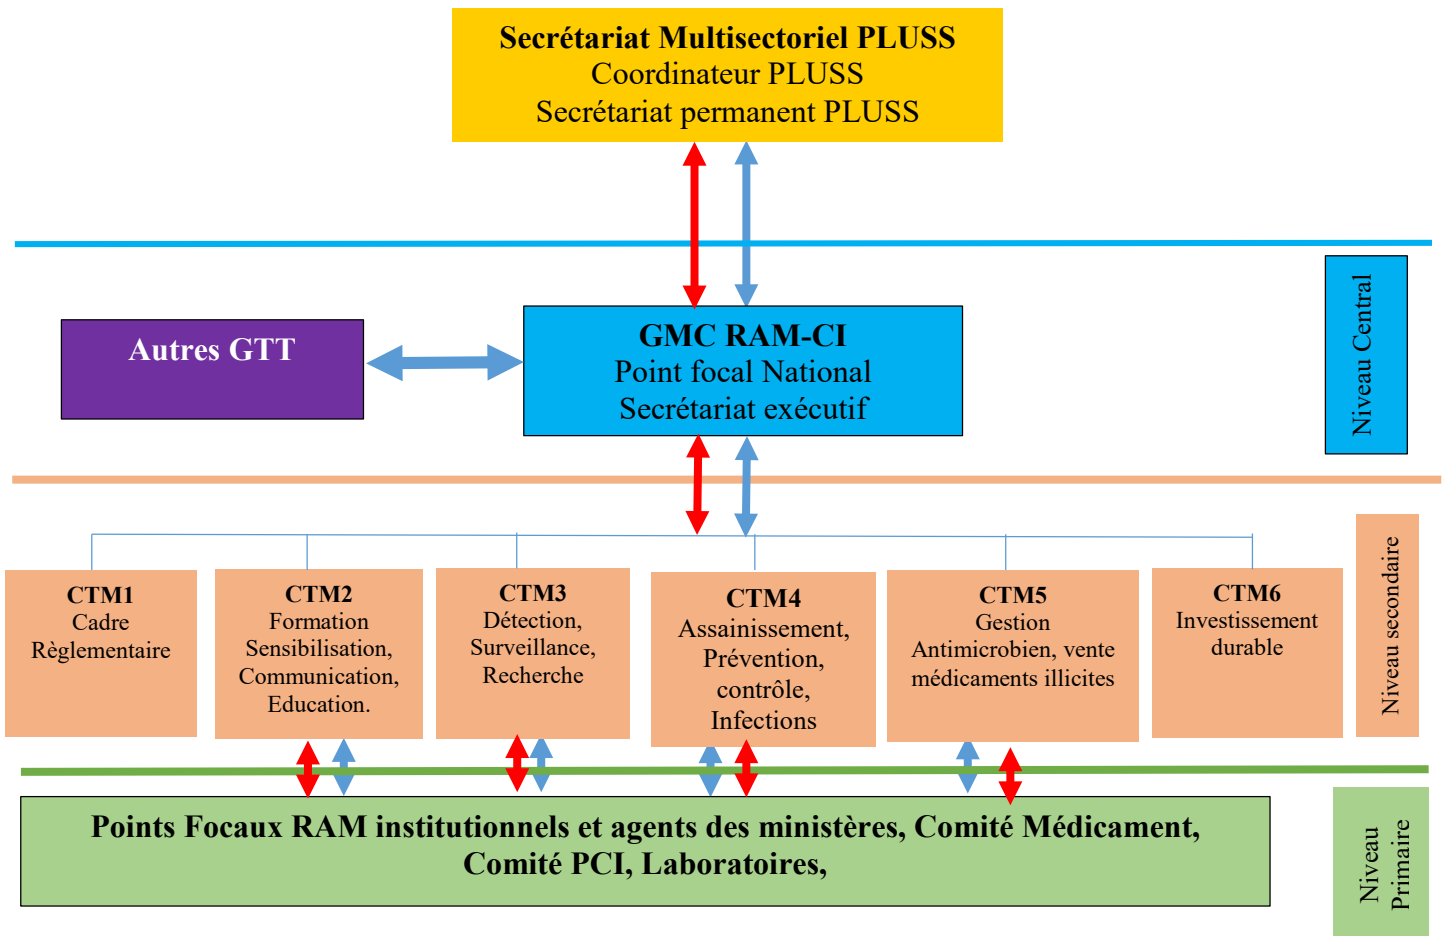 Secrétariat Multisectoriel PLUSS
Coordinateur PLUSS
Secrétariat permanent PLUSS
Niveau Central
Autres GTT
GMC RAM-CI
Point focal National
Secrétariat exécutif
Niveau secondaire
CTM1
Cadre
Règlementaire
CTM2
Formation
Sensibilisation,
Communication,
Education.
CTM3
Détection,
Surveillance,
Recherche
CTM4
Assainissement,
Prévention,
contrôle,
Infections
CTM5
Gestion
Antimicrobien, vente
médicaments illicites
CTM6
Investissement
durable
Points Focaux RAM institutionnels et agents des ministères, Comité Médicament,
Comité PCI, Laboratoires,
Niveau
Primaire